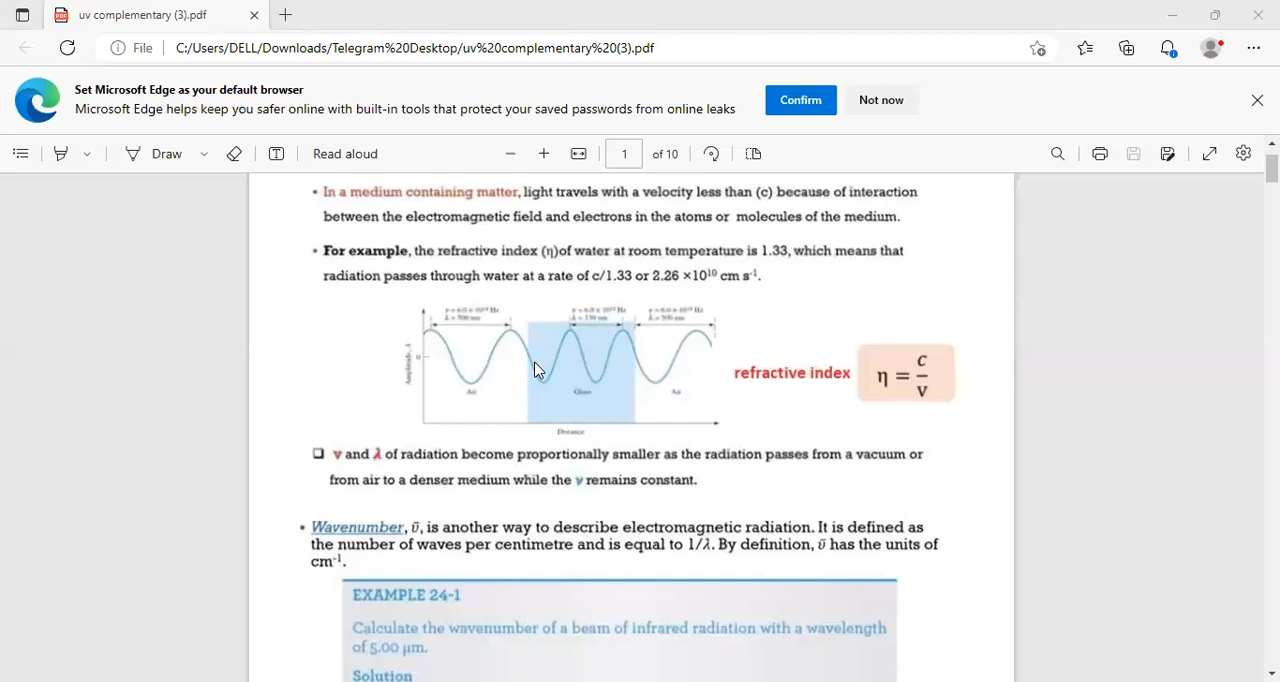 uv complementary (3).pdf
File C:/Users/DELL/Downloads/Telegram%20Desktop/uv%20complementary%20(3).pdf
Set Microsoft Edge as your default browser
Microsoft Edge helps keep you safer online with built-in tools that protect your saved passwords from online leaks
Confirm
Not now
Draw
Read aloud
1 of 10
• In a medium containing matter, light travels with a velocity less than (c) because of interaction
between the electromagnetic field and electrons in the atoms or molecules of the medium.
• For example, the refractive index (η)of water at room temperature is 1.33, which means that
radiation passes through water at a rate of c/1.33 or 2.26 ×10¹⁰ cm s⁻¹.
Amplitude, A
0
Air
Glass
Air
Distance
refractive index η = c/v
❑ v and λ of radiation become proportionally smaller as the radiation passes from a vacuum or
from air to a denser medium while the ν remains constant.
• Wavenumber, ῡ, is another way to describe electromagnetic radiation. It is defined as
the number of waves per centimetre and is equal to 1/λ. By definition, ῡ has the units of
cm⁻¹.
EXAMPLE 24-1
Calculate the wavenumber of a beam of infrared radiation with a wavelength
of 5.00 μm.
Solution